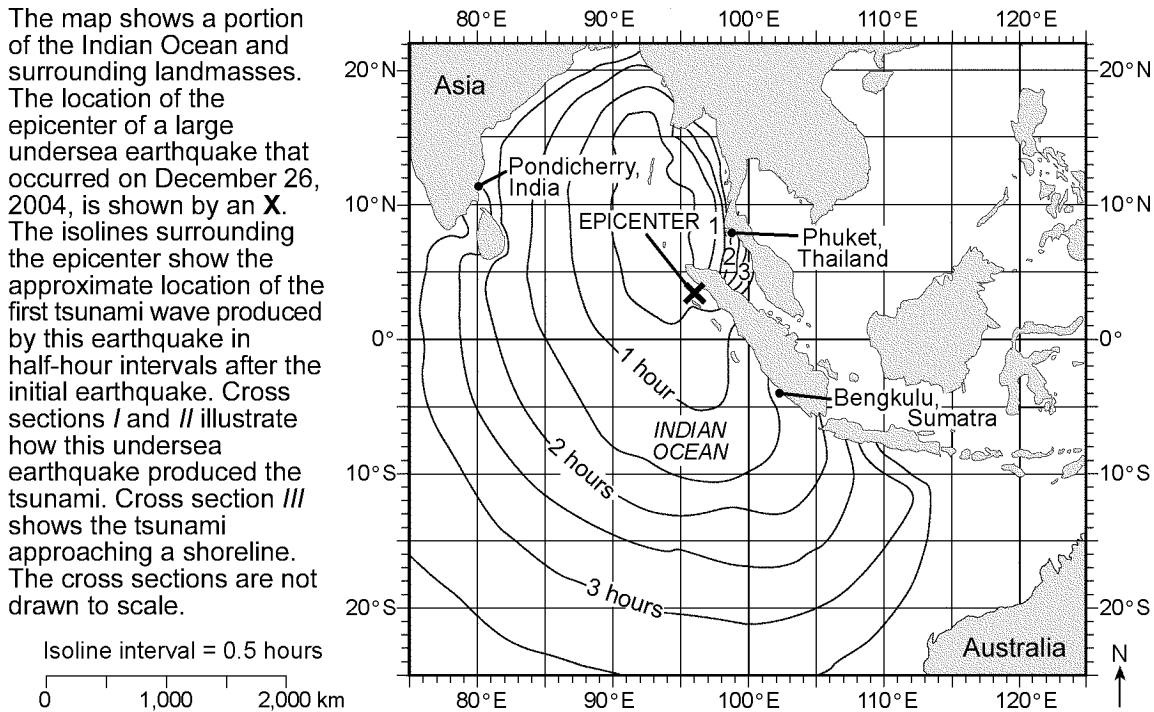 The map shows a portion
of the Indian Ocean and
surrounding landmasses.
The location of the
epicenter of a large
undersea earthquake that
occurred on December 26,
2004, is shown by an X.
The isolines surrounding
the epicenter show the
approximate location of the
first tsunami wave produced
by this earthquake in
half-hour intervals after the
initial earthquake. Cross
sections I and II illustrate
how this undersea
earthquake produced the
tsunami. Cross section III
shows the tsunami
approaching a shoreline.
The cross sections are not
drawn to scale.
Isoline interval = 0.5 hours
0 1,000 2,000 km
80°E 90°E 100°E 110°E 120°E
20°N 20°N
Asia
Pondicherry,
India
10°N 10°N
EPICENTER 1
Phuket,
Thailand
2
3
X
0° 0°
1 hour
Bengkulu,
Sumatra
INDIAN
OCEAN
2 hours
10°S 10°S
3 hours
20°S 20°S
Australia
N
80°E 90°E 100°E 110°E 120°E